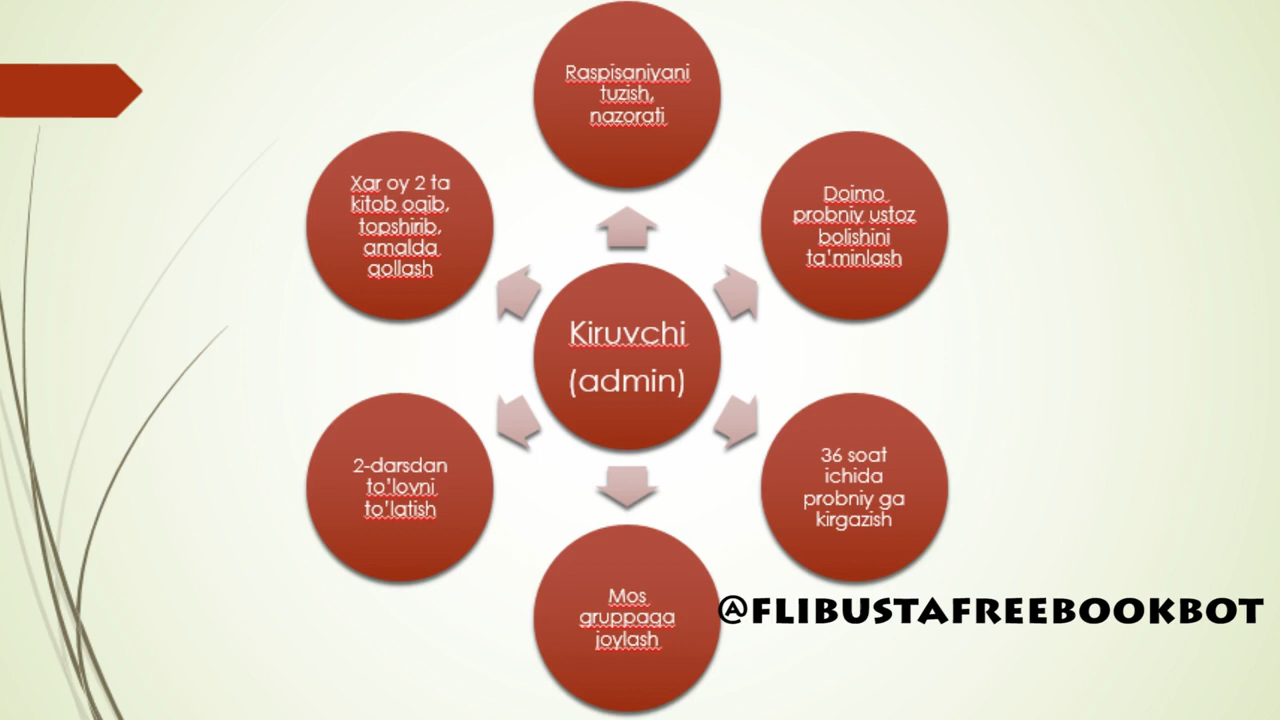 Raspisaniyani
tuzish,
nazorati
Doimo
probniy ustoz
bolishini
ta'minlash
36 soat
ichida
probniy ga
kirgazish
Mos
gruppaga
joylash
2-darsdan
to'lovni
to'latish
Xar oy 2 ta
kitob oqib,
topshirib,
amalda
qollash
Kiruvchi
(admin)
@FLIBUSTAFREEBOOKBOT